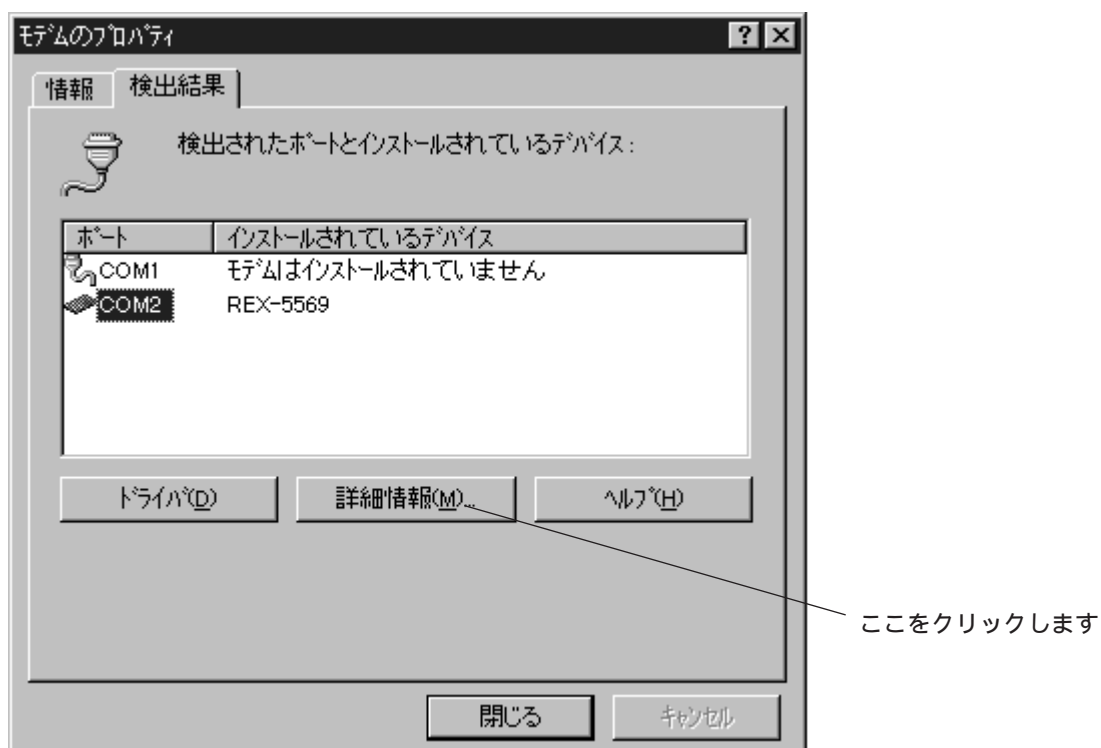 モデムのプロパティ
情報 検出結果
検出されたポートとインストールされているデバイス:
ポート インストールされているデバイス
COM1 モデムはインストールされていません
COM2 REX-5569
ドライバ(D) 詳細情報(M)... ヘルプ(H)
ここをクリックします
閉じる キャンセル